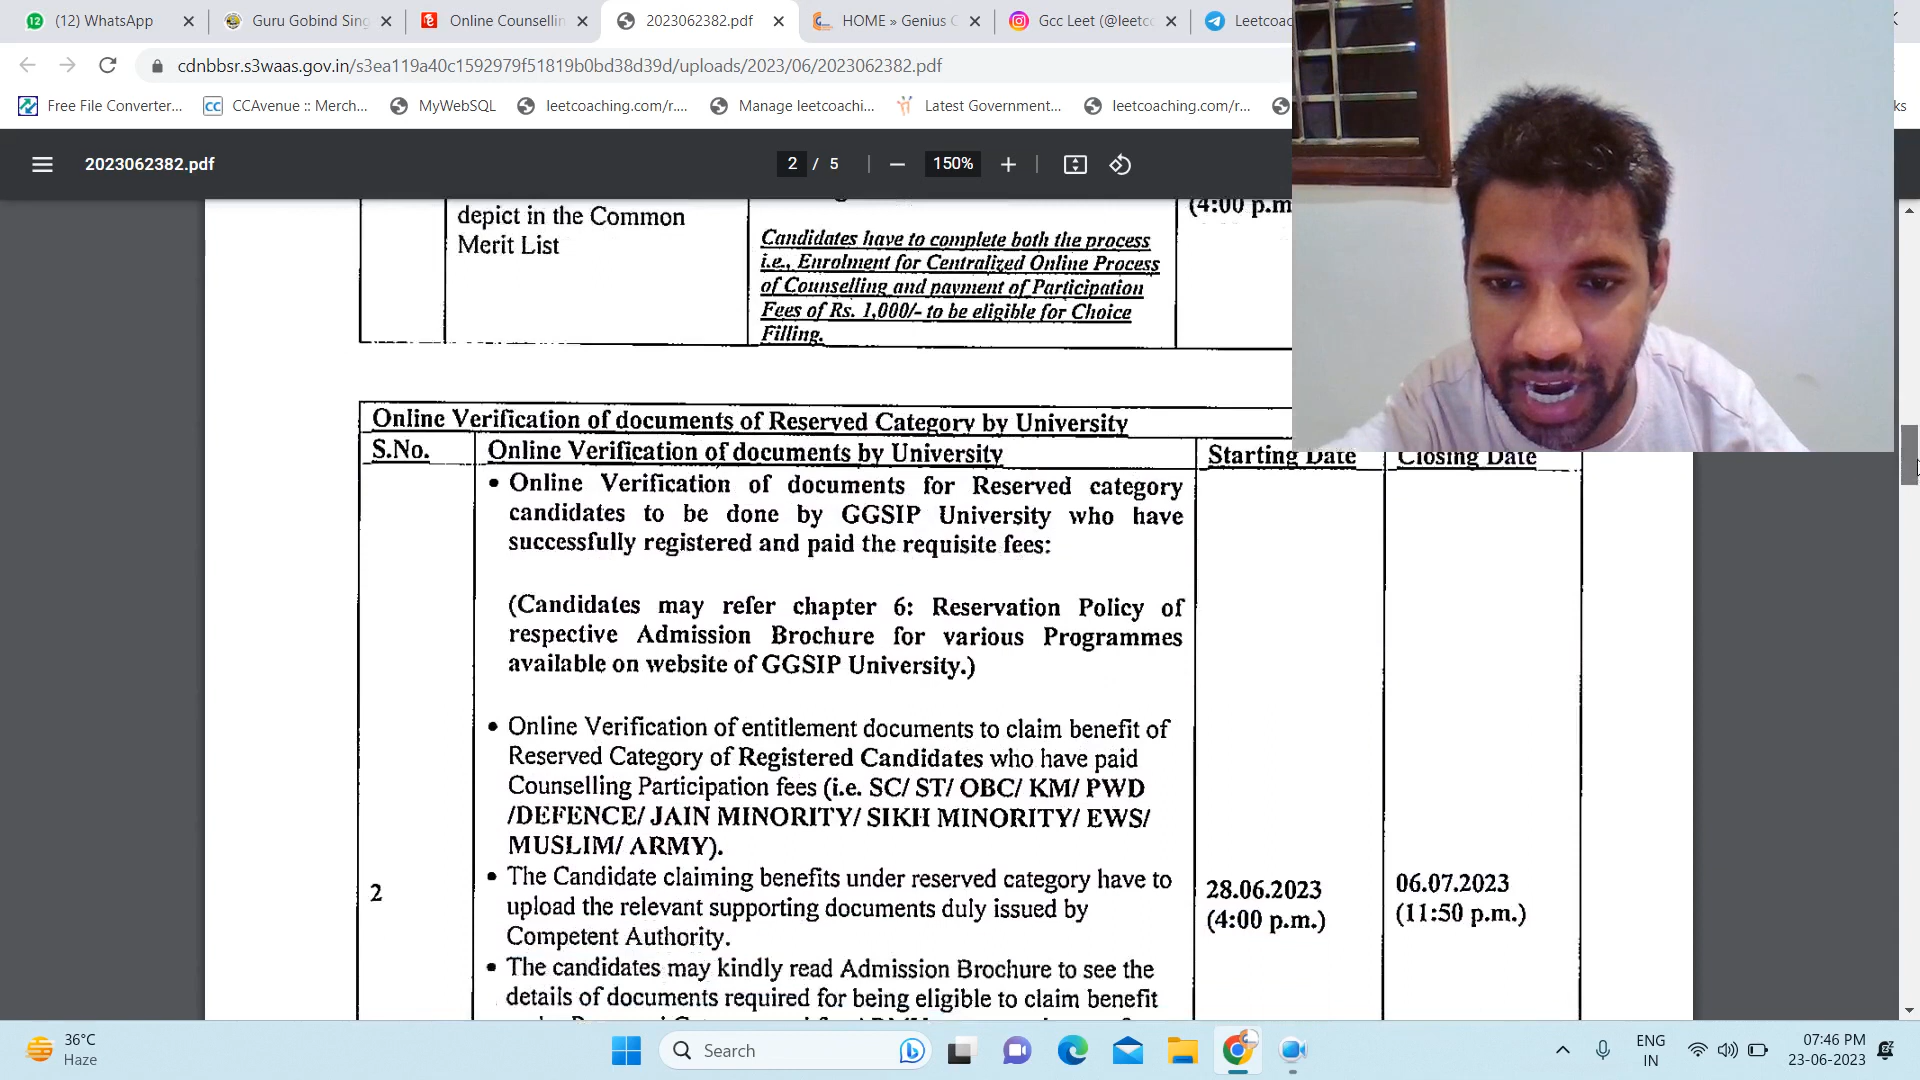 (12) WhatsApp
Guru Gobind Sing
Online Counsellin
2023062382.pdf
HOME » Genius C
Gcc Leet (@leetc
Leetcoa
cdnbbsr.s3waas.gov.in/s3ea119a40c1592979f51819b0bd38d39d/uploads/2023/06/2023062382.pdf
Free File Converter...
CC
CCAvenue :: Merch...
MyWebSQL
leetcoaching.com/r....
Manage leetcoachi...
Latest Government...
leetcoaching.com/r...
ks
2023062382.pdf
2 / 5
150%
depict in the Common
Merit List
(4:00 p.m
Candidates have to complete both the process
i.e., Enrolment for Centralized Online Process
of Counselling and payment of Participation
Fees of Rs. 1,000/- to be eligible for Choice
Filling.
Online Verification of documents of Reserved Category by University
S.No.
Online Verification of documents by University
Starting Date
Closing Date
• Online Verification of documents for Reserved category
candidates to be done by GGSIP University who have
successfully registered and paid the requisite fees:
(Candidates may refer chapter 6: Reservation Policy of
respective Admission Brochure for various Programmes
available on website of GGSIP University.)
• Online Verification of entitlement documents to claim benefit of
Reserved Category of Registered Candidates who have paid
Counselling Participation fees (i.e. SC/ ST/ OBC/ KM/ PWD
/DEFENCE/ JAIN MINORITY/ SIKH MINORITY/ EWS/
MUSLIM/ ARMY).
• The Candidate claiming benefits under reserved category have to
upload the relevant supporting documents duly issued by
Competent Authority.
2
28.06.2023
(4:00 p.m.)
06.07.2023
(11:50 p.m.)
• The candidates may kindly read Admission Brochure to see the
details of documents required for being eligible to claim benefit
36°C
Haze
Search
ENG
IN
07:46 PM
23-06-2023